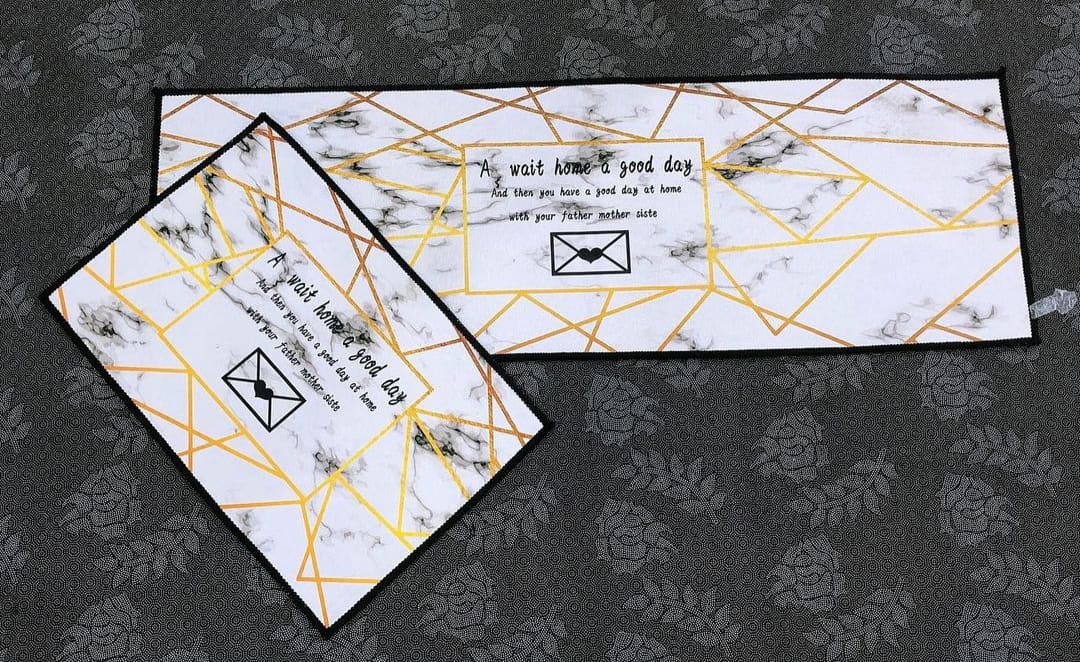 A wait home a good day
And then you have a good day at home
with your father mother siste
A wait home a good day
And then you have a good day at home
with your father mother siste